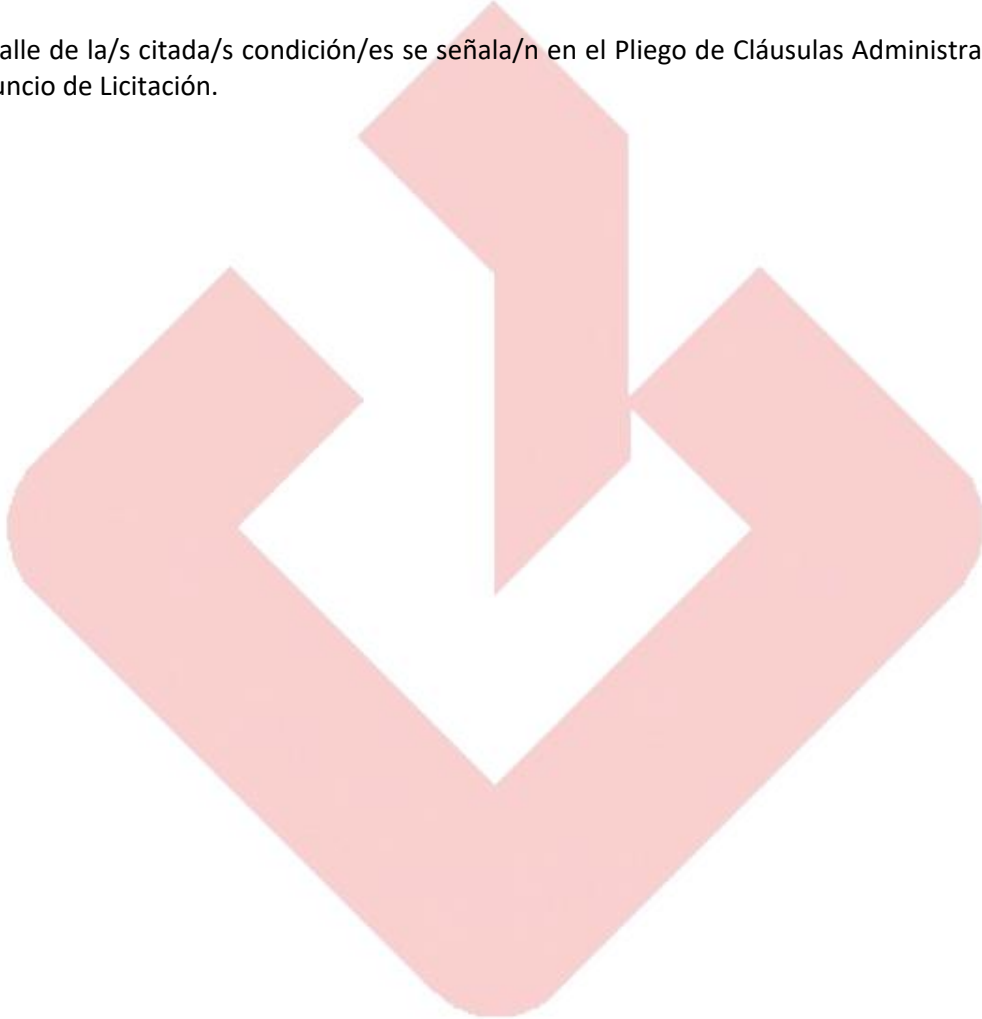 alle de la/s citada/s condición/es se señala/n en el Pliego de Cláusulas Administra
uncio de Licitación.